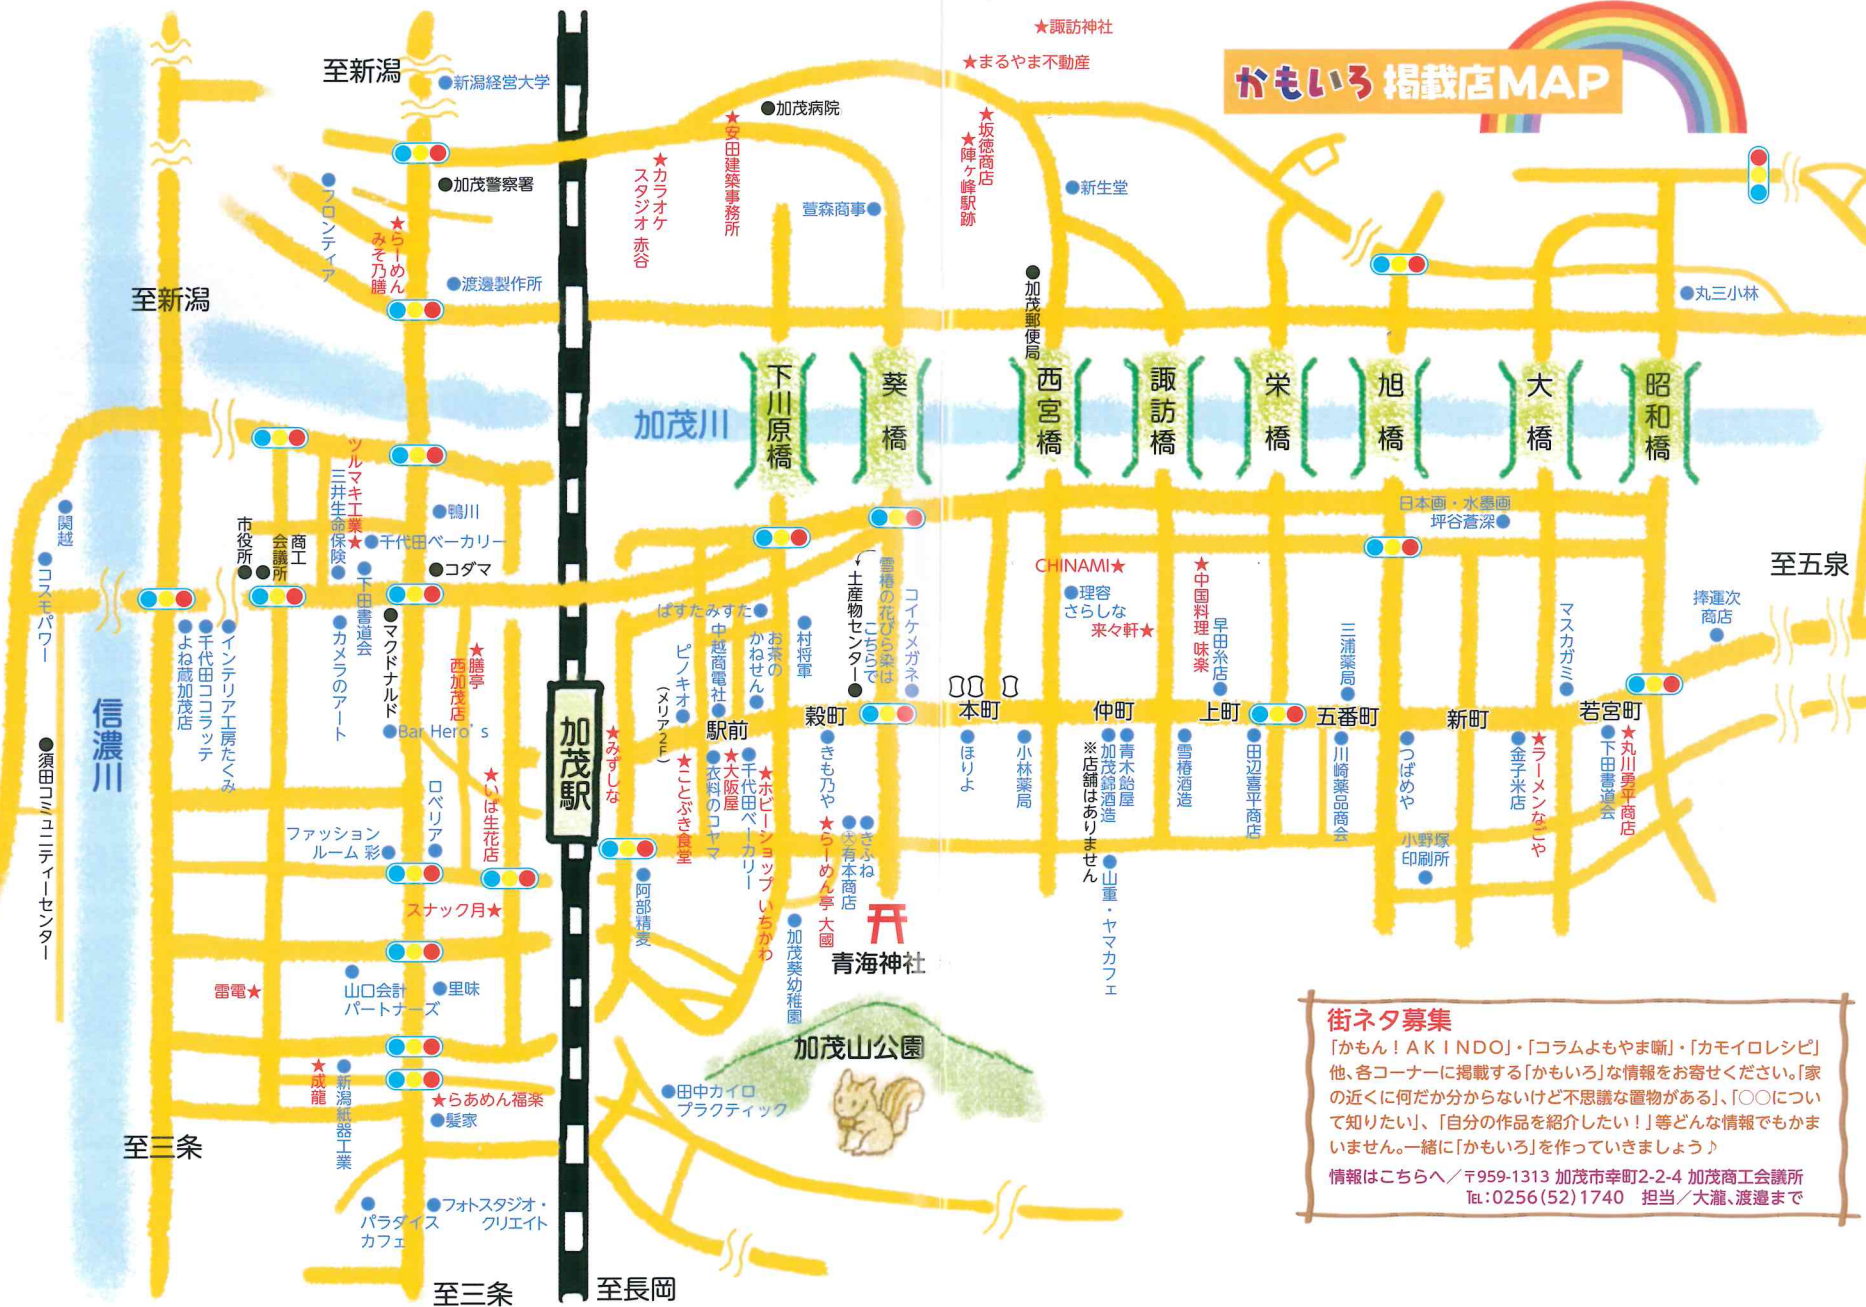 かもいろ 掲載店MAP
★諏訪神社
★まるやま不動産
★坂徳商店
★陣ヶ峰駅跡
至新潟
●新潟経営大学
●加茂病院
★安田建築事務所
★カラオケ
スタジオ 赤谷
●加茂警察署
●フロンティア
★らーめん
みそ乃膳
萱森商事●
●新生堂
●渡邉製作所
至新潟
●加茂郵便局
●丸三小林
加茂川
下川原橋
葵橋
西宮橋
諏訪橋
栄橋
旭橋
大橋
昭和橋
信濃川
●関越
●コスモパワー
●須田コミュニティーセンター
市役所●
商工
会議所●
ツルマキ工業★
三井生命保険●
●鴨川
●千代田ベーカリー
●コダマ
●下田書道会
●カメラのアート
●マクドナルド
●Bar Hero's
★膳亭
西加茂店
●インテリア工房たくみ
●千代田ココラッテ
●よね蔵加茂店
日本画・水墨画
坪谷蒼深●
至五泉
捧運次
商店●
CHINAMI★
●理容
さらしな
来々軒★
★中国料理 味楽
早田糸店●
三浦薬局●
マスカガミ●
ぱすたみすた●
中越商電社●
お茶の
かねせん●
●村将軍
ピノキオ●
(メリア2F)
土産物センター●
雪椿の花びら染は
こちらで
コイケメガネ●
加茂駅
駅前
穀町
本町
仲町
上町
五番町
新町
若宮町
★みずしな
★ことぶき食堂
●衣料のコヤマ
★大阪屋
●千代田ベーカリー
★ホビーショップ いちかわ
●きも乃や
★らーめん亭 大國
●㊅有本商店
●きふね
●ほりよ
●小林薬局
●加茂錦酒造
※店舗はありません
●青木飴屋
●山重・ヤマカフェ
●雪椿酒造
●田辺喜平商店
●川崎薬品商会
●つばめや
小野塚
印刷所●
●金子米店
★ラーメンなごや
●下田書道会
★丸川勇平商店
ロベリア●
★いば生花店
ファッション
ルーム 彩●
スナック月★
●阿部精麦
●加茂葵幼稚園
青海神社
加茂山公園
雷電★
●山口会計
パートナーズ
●里味
★成龍
●新潟紙器工業
★らあめん福楽
●髪家
●田中カイロ
プラクティック
至三条
●パラダイス
カフェ
●フォトスタジオ・
クリエイト
至三条
至長岡
街ネタ募集
「かもん！AKINDO」・「コラムよもやま噺」・「カモイロレシピ」
他、各コーナーに掲載する「かもいろ」な情報をお寄せください。「家
の近くに何だか分からないけど不思議な置物がある」、「○○につい
て知りたい」、「自分の作品を紹介したい！」等どんな情報でもかま
いません。一緒に「かもいろ」を作っていきましょう♪
情報はこちらへ／〒959-1313 加茂市幸町2-2-4 加茂商工会議所
℡：0256(52)1740　担当／大瀧、渡邉まで